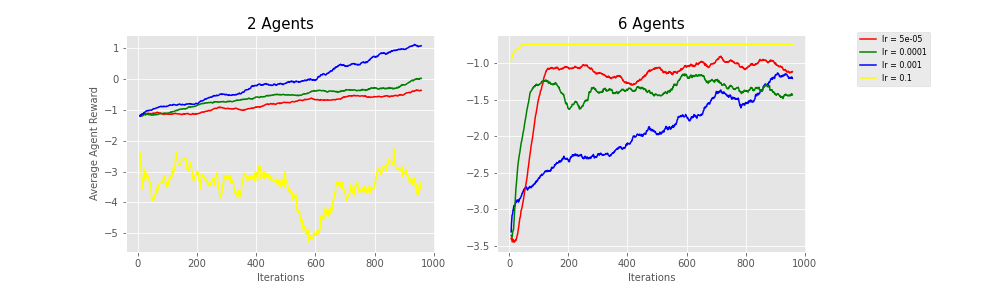 2 Agents
6 Agents
lr = 5e-05
lr = 0.0001
lr = 0.001
lr = 0.1
Average Agent Reward
1
0
−1
−2
−3
−4
−5
0
200
400
600
800
1000
Iterations
−1.0
−1.5
−2.0
−2.5
−3.0
−3.5
0
200
400
600
800
1000
Iterations